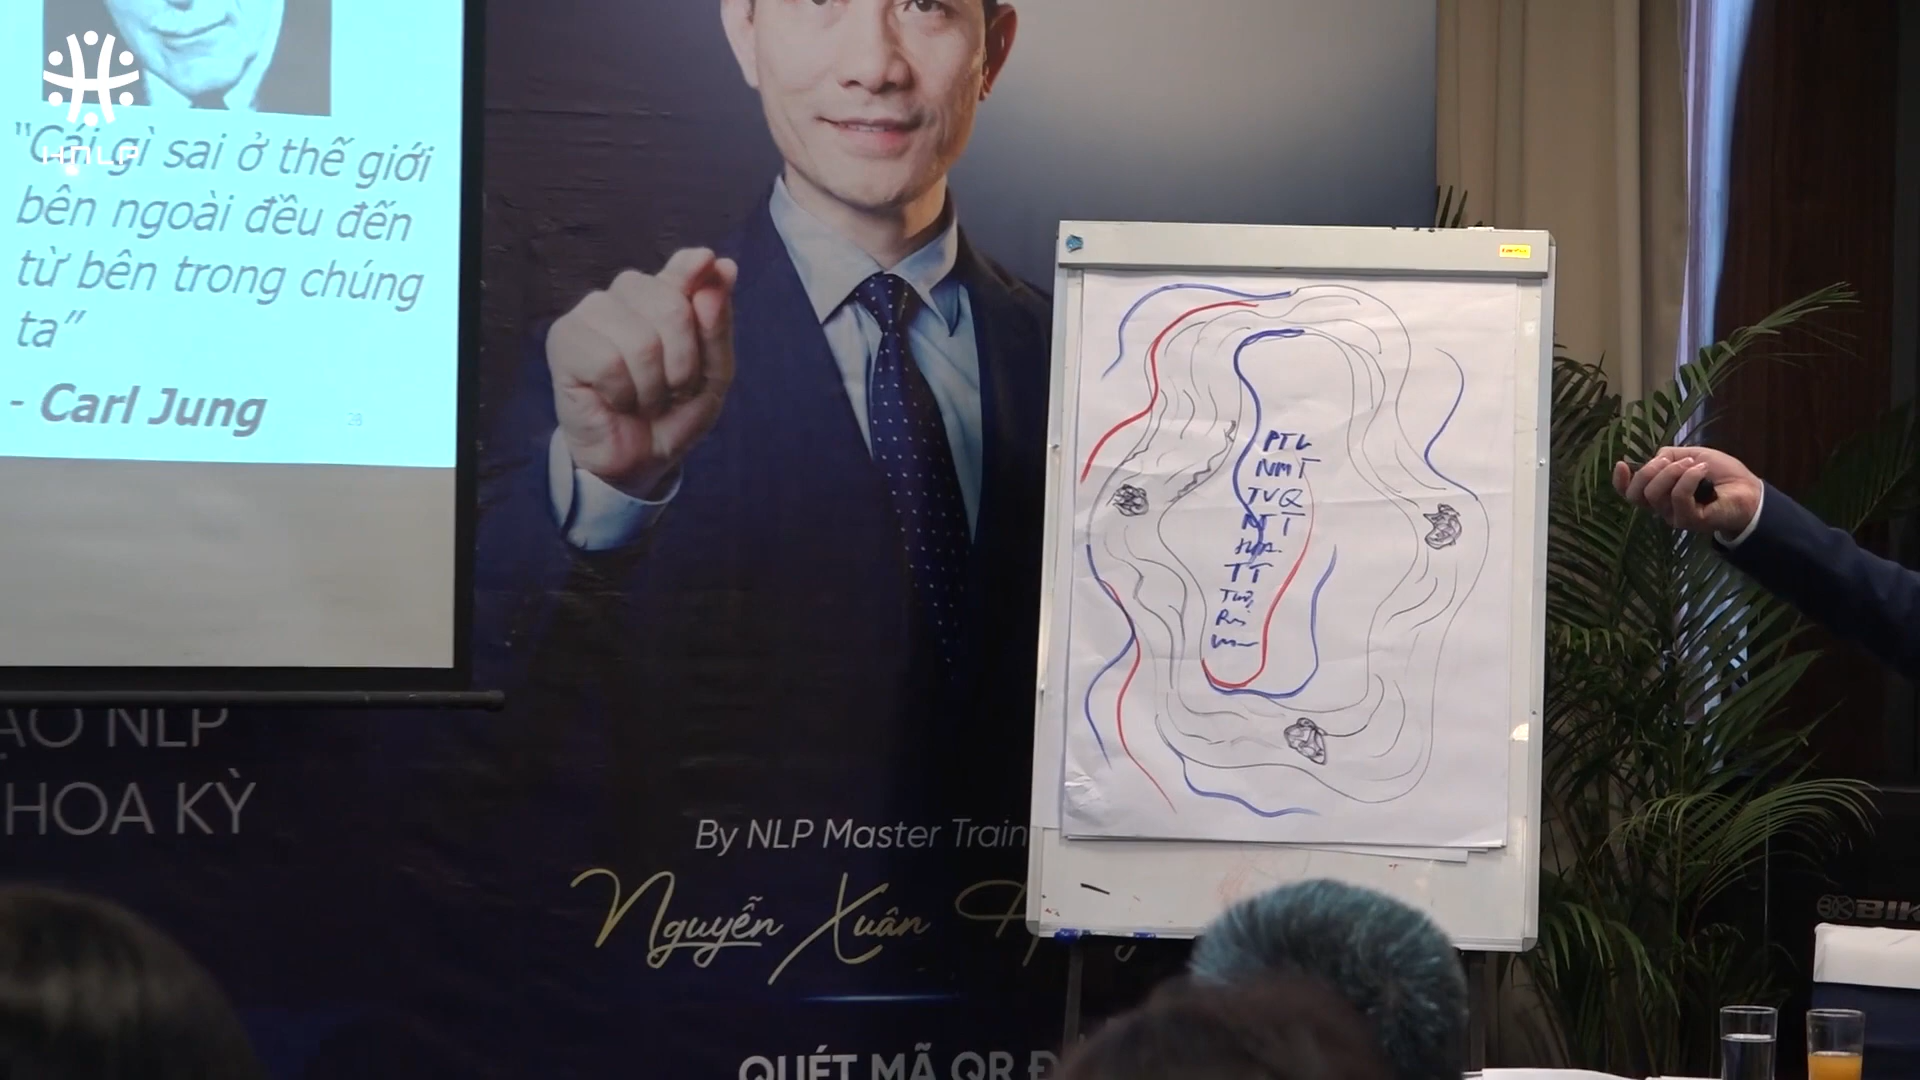 HNLP
“Cái gì sai ở thế giới
bên ngoài đều đến
từ bên trong chúng
ta”
- Carl Jung
ẠO NLP
HOA KỲ
By NLP Master Train
Nguyễn Xuân
QUÉT MÃ QR Đ
PTL
NMT
TVQ
TT
BIK